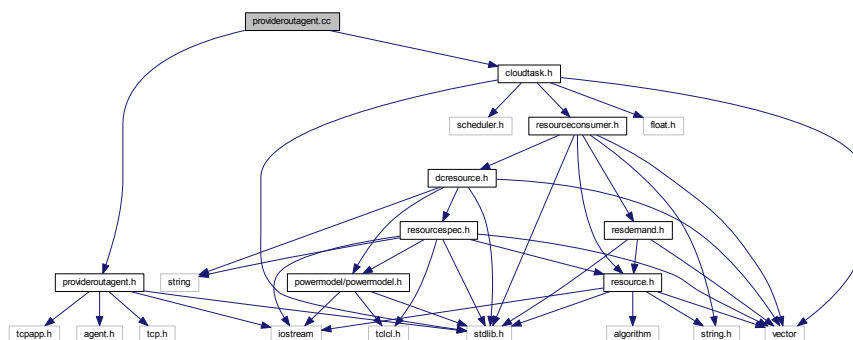 provideroutagent.cc
cloudtask.h
scheduler.h
resourceconsumer.h
float.h
dcresource.h
resourcespec.h
resdemand.h
provideroutagent.h
string
powermodel/powermodel.h
resource.h
tcpapp.h
agent.h
tcp.h
iostream
tclcl.h
stdlib.h
algorithm
string.h
vector